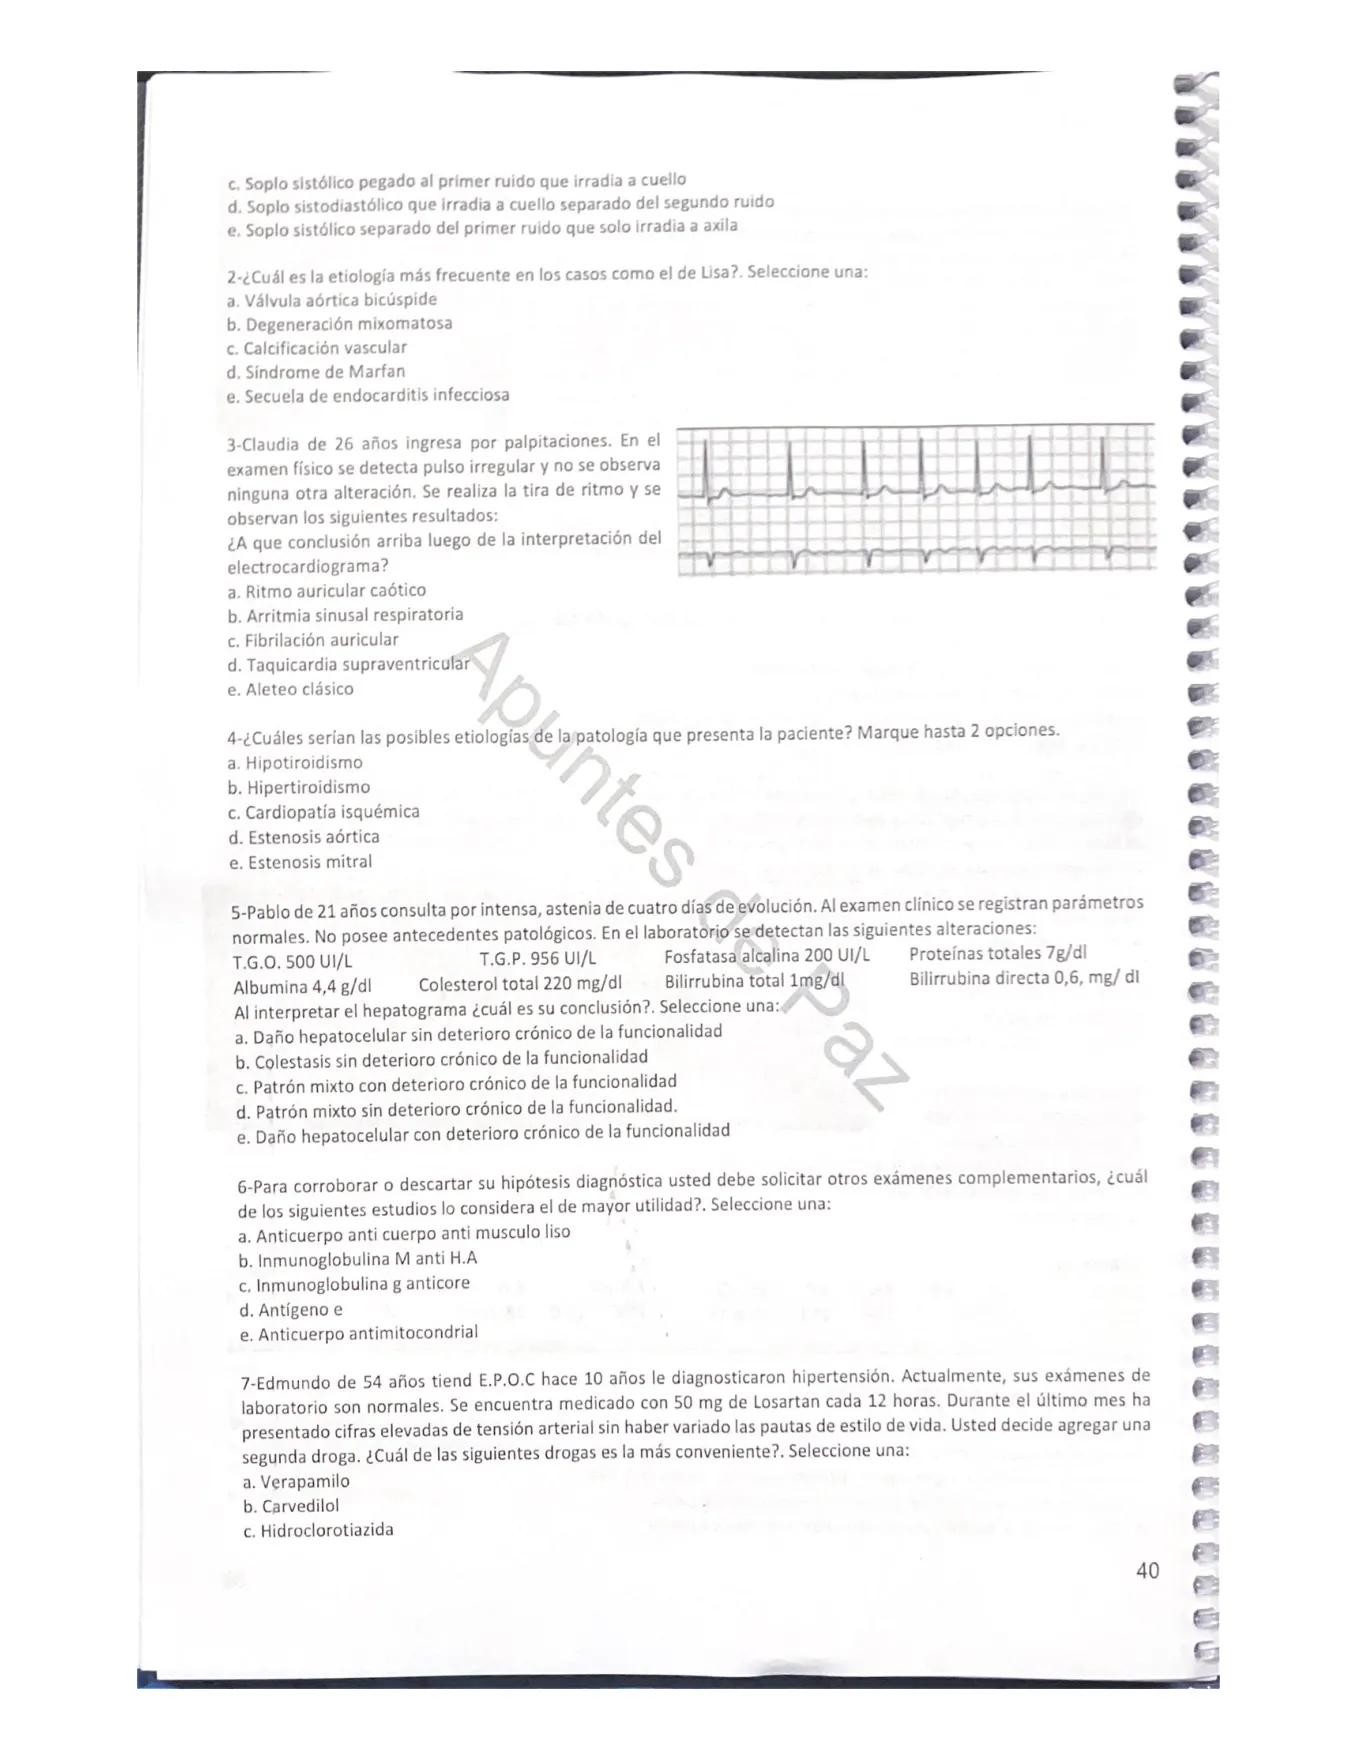 c. Soplo sistólico pegado al primer ruido que irradia a cuello
d. Soplo sistodiastólico que irradia a cuello separado del segundo ruido
e. Soplo sistólico separado del primer ruido que solo irradia a axila
2-¿Cuál es la etiología más frecuente en los casos como el de Lisa?. Seleccione una:
a. Válvula aórtica bicúspide
b. Degeneración mixomatosa
c. Calcificación vascular
d. Síndrome de Marfan
e. Secuela de endocarditis infecciosa
3-Claudia de 26 años ingresa por palpitaciones. En el
examen físico se detecta pulso irregular y no se observa
ninguna otra alteración. Se realiza la tira de ritmo y se
observan los siguientes resultados:
¿A que conclusión arriba luego de la interpretación del
electrocardiograma?
a. Ritmo auricular caótico
b. Arritmia sinusal respiratoria
c. Fibrilación auricular
d. Taquicardia supraventricular
e. Aleteo clásico
4-¿Cuáles serían las posibles etiologías de la patología que presenta la paciente? Marque hasta 2 opciones.
a. Hipotiroidismo
b. Hipertiroidismo
c. Cardiopatía isquémica
d. Estenosis aórtica
e. Estenosis mitral
5-Pablo de 21 años consulta por intensa, astenia de cuatro días de evolución. Al examen clínico se registran parámetros
normales. No posee antecedentes patológicos. En el laboratorio se detectan las siguientes alteraciones:
T.G.O. 500 UI/L T.G.P. 956 UI/L Fosfatasa alcalina 200 UI/L Proteínas totales 7g/dl
Albumina 4,4 g/dl Colesterol total 220 mg/dl Bilirrubina total 1mg/dl Bilirrubina directa 0,6, mg/ dl
Al interpretar el hepatograma ¿cuál es su conclusión?. Seleccione una:
a. Daño hepatocelular sin deterioro crónico de la funcionalidad
b. Colestasis sin deterioro crónico de la funcionalidad
c. Patrón mixto con deterioro crónico de la funcionalidad
d. Patrón mixto sin deterioro crónico de la funcionalidad.
e. Daño hepatocelular con deterioro crónico de la funcionalidad
6-Para corroborar o descartar su hipótesis diagnóstica usted debe solicitar otros exámenes complementarios, ¿cuál
de los siguientes estudios lo considera el de mayor utilidad?. Seleccione una:
a. Anticuerpo anti cuerpo anti musculo liso
b. Inmunoglobulina M anti H.A
c. Inmunoglobulina g anticore
d. Antígeno e
e. Anticuerpo antimitocondrial
7-Edmundo de 54 años tiend E.P.O.C hace 10 años le diagnosticaron hipertensión. Actualmente, sus exámenes de
laboratorio son normales. Se encuentra medicado con 50 mg de Losartan cada 12 horas. Durante el último mes ha
presentado cifras elevadas de tensión arterial sin haber variado las pautas de estilo de vida. Usted decide agregar una
segunda droga. ¿Cuál de las siguientes drogas es la más conveniente?. Seleccione una:
a. Verapamilo
b. Carvedilol
c. Hidroclorotiazida
40
Apuntes de Paz